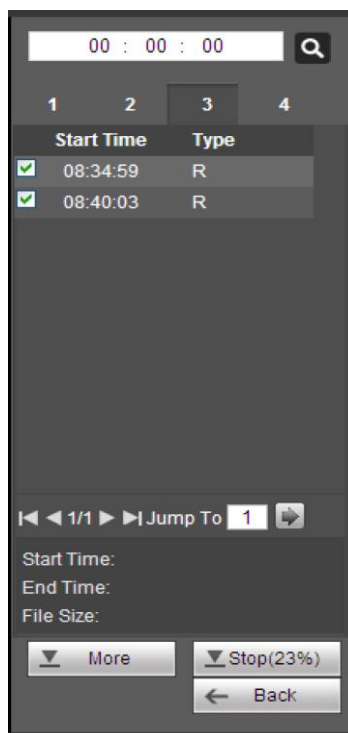 00 : 00 : 00
1 2 3 4
Start Time Type
08:34:59 R
08:40:03 R
1/1 Jump To 1
Start Time:
End Time:
File Size:
More Stop(23%)
Back